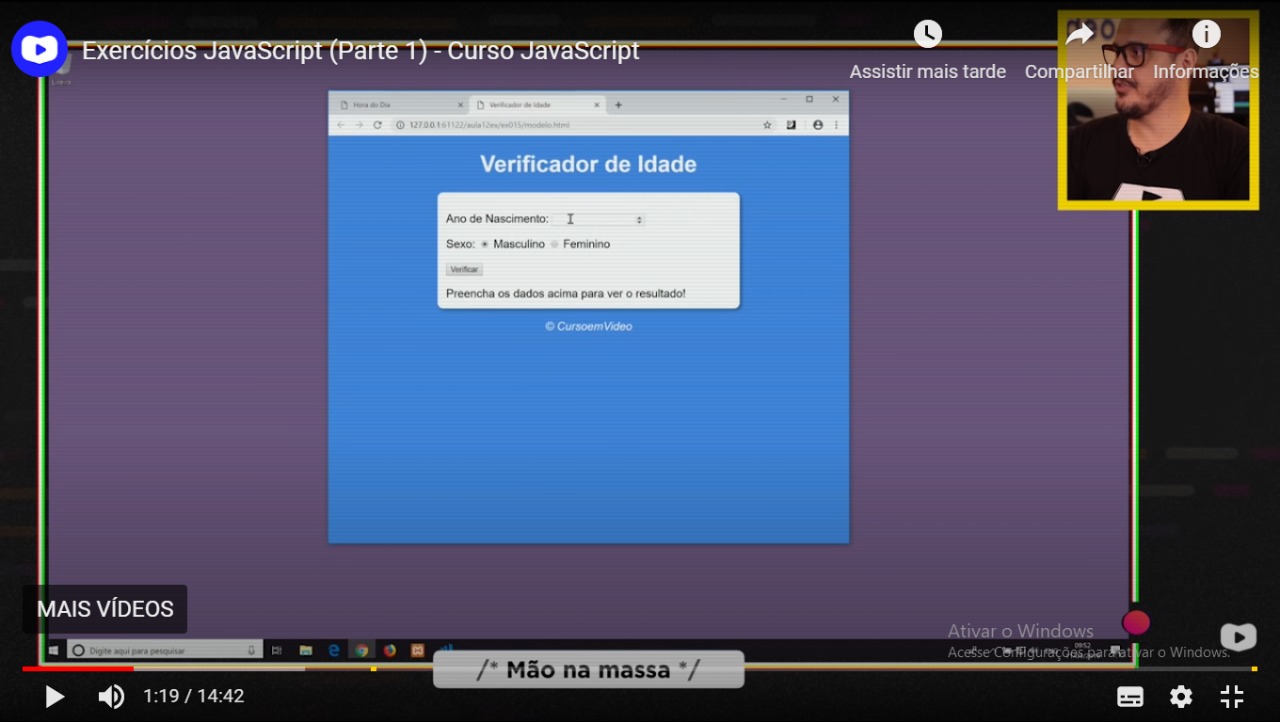 Exercícios JavaScript (Parte 1) - Curso JavaScript
Assistir mais tarde
Compartilhar
Informações
Hora do Dia
Verificador de Idade
127.0.0.1:61122/aula12ex/ex015/modelo.html
Verificador de Idade
Ano de Nascimento:
Sexo: Masculino Feminino
Verificar
Preencha os dados acima para ver o resultado!
© CursoemVideo
MAIS VÍDEOS
Ativar o Windows
Acesse Configurações para ativar o Windows.
Digite aqui para pesquisar
09:52
/* Mão na massa */
1:19 / 14:42